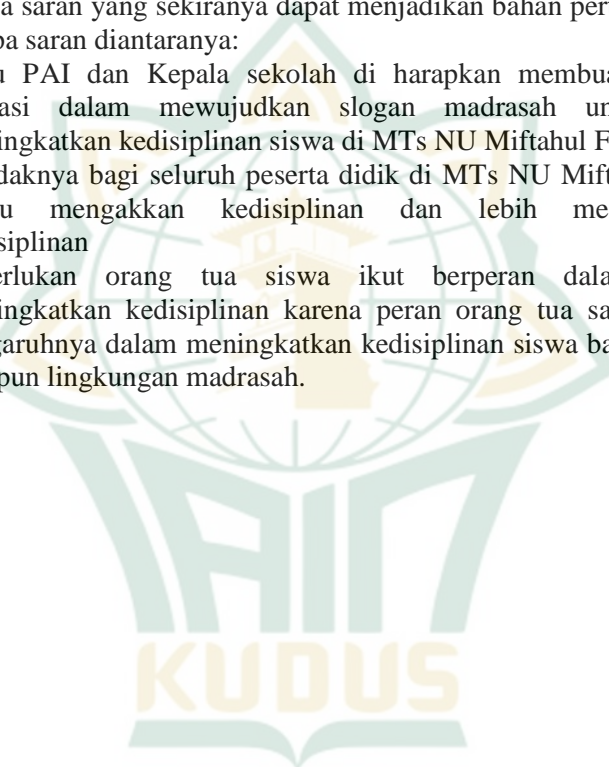 a saran yang sekiranya dapat menjadikan bahan per
pa saran diantaranya:
u PAI dan Kepala sekolah di harapkan membua
asi dalam mewujudkan slogan madrasah un
ingkatkan kedisiplinan siswa di MTs NU Miftahul F
daknya bagi seluruh peserta didik di MTs NU Mift
u mengakkan kedisiplinan dan lebih me
siplinan
erlukan orang tua siswa ikut berperan dala
ingkatkan kedisiplinan karena peran orang tua sa
garuhnya dalam meningkatkan kedisiplinan siswa ba
pun lingkungan madrasah.
IAIN
KUDUS